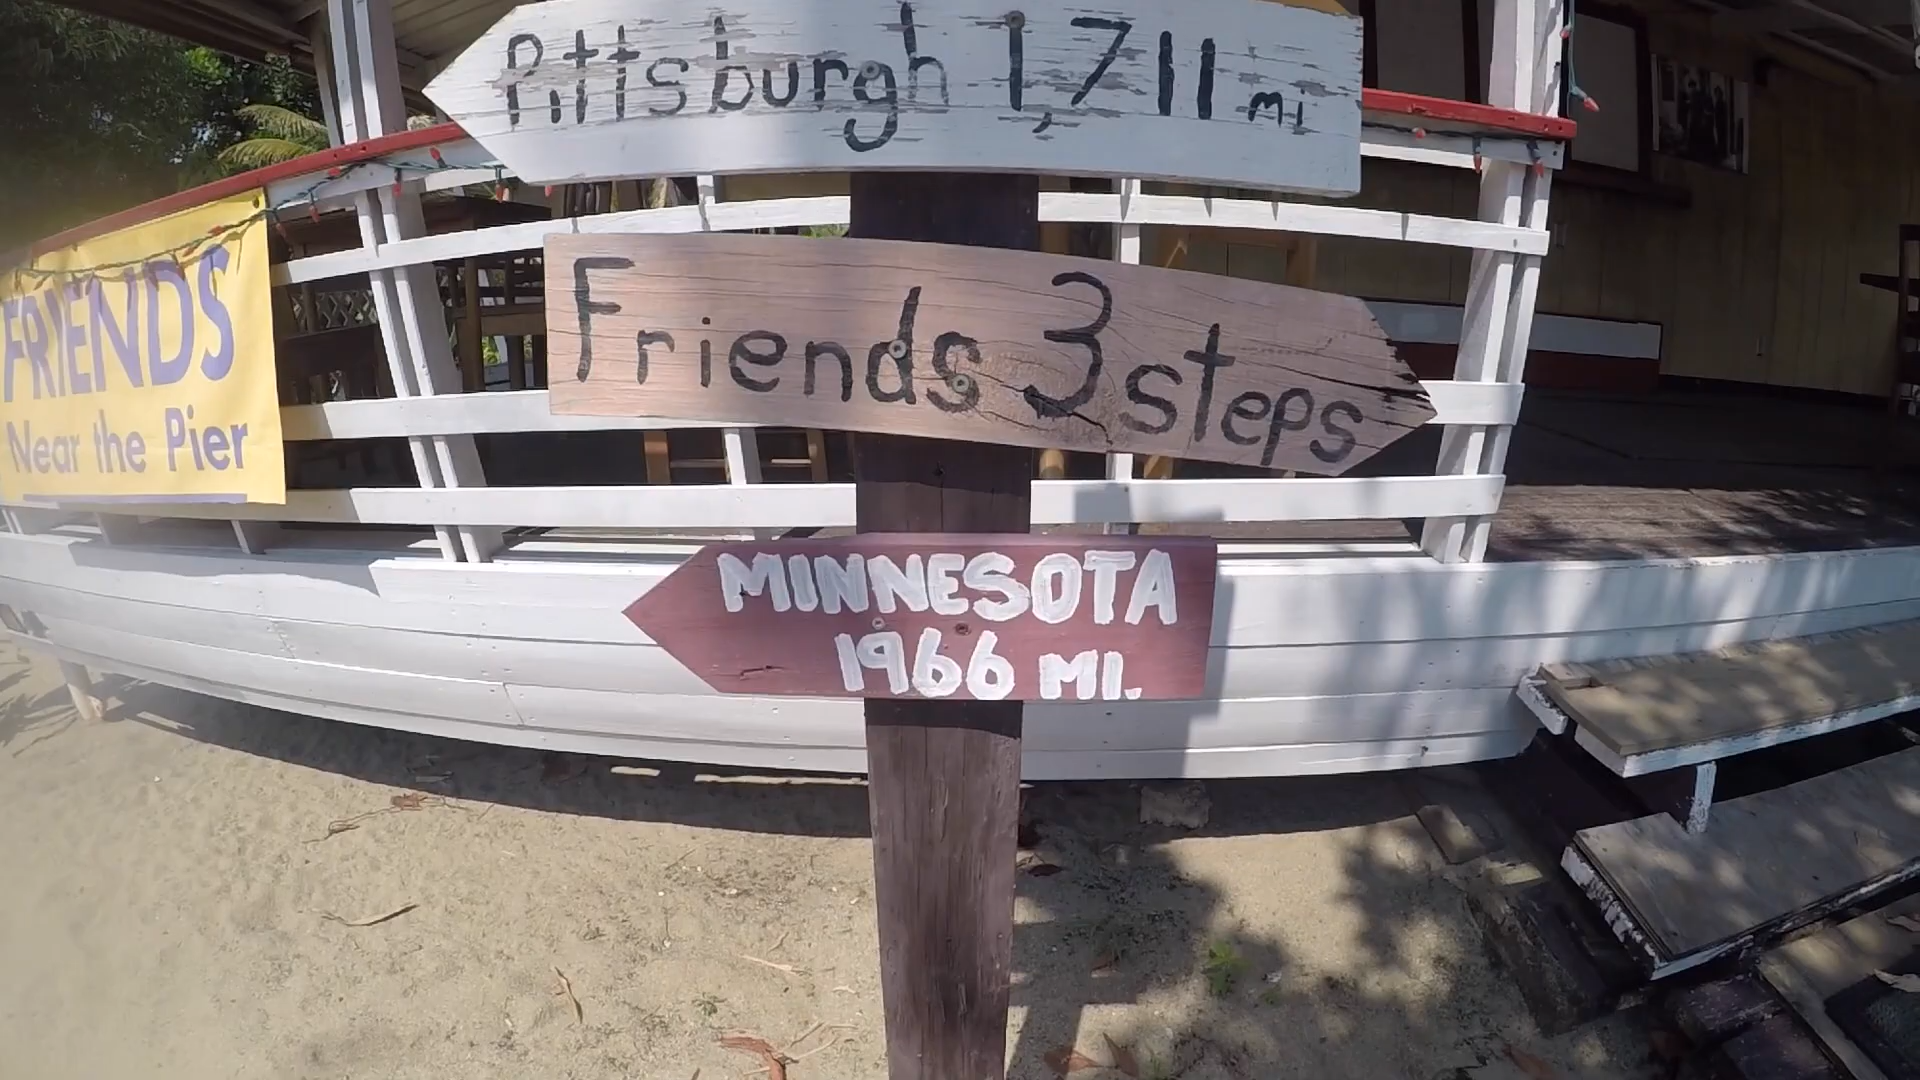 Pittsburgh 1,711 mi
Friends 3 steps
MINNESOTA
1966 MI.
FRIENDS
Near the Pier